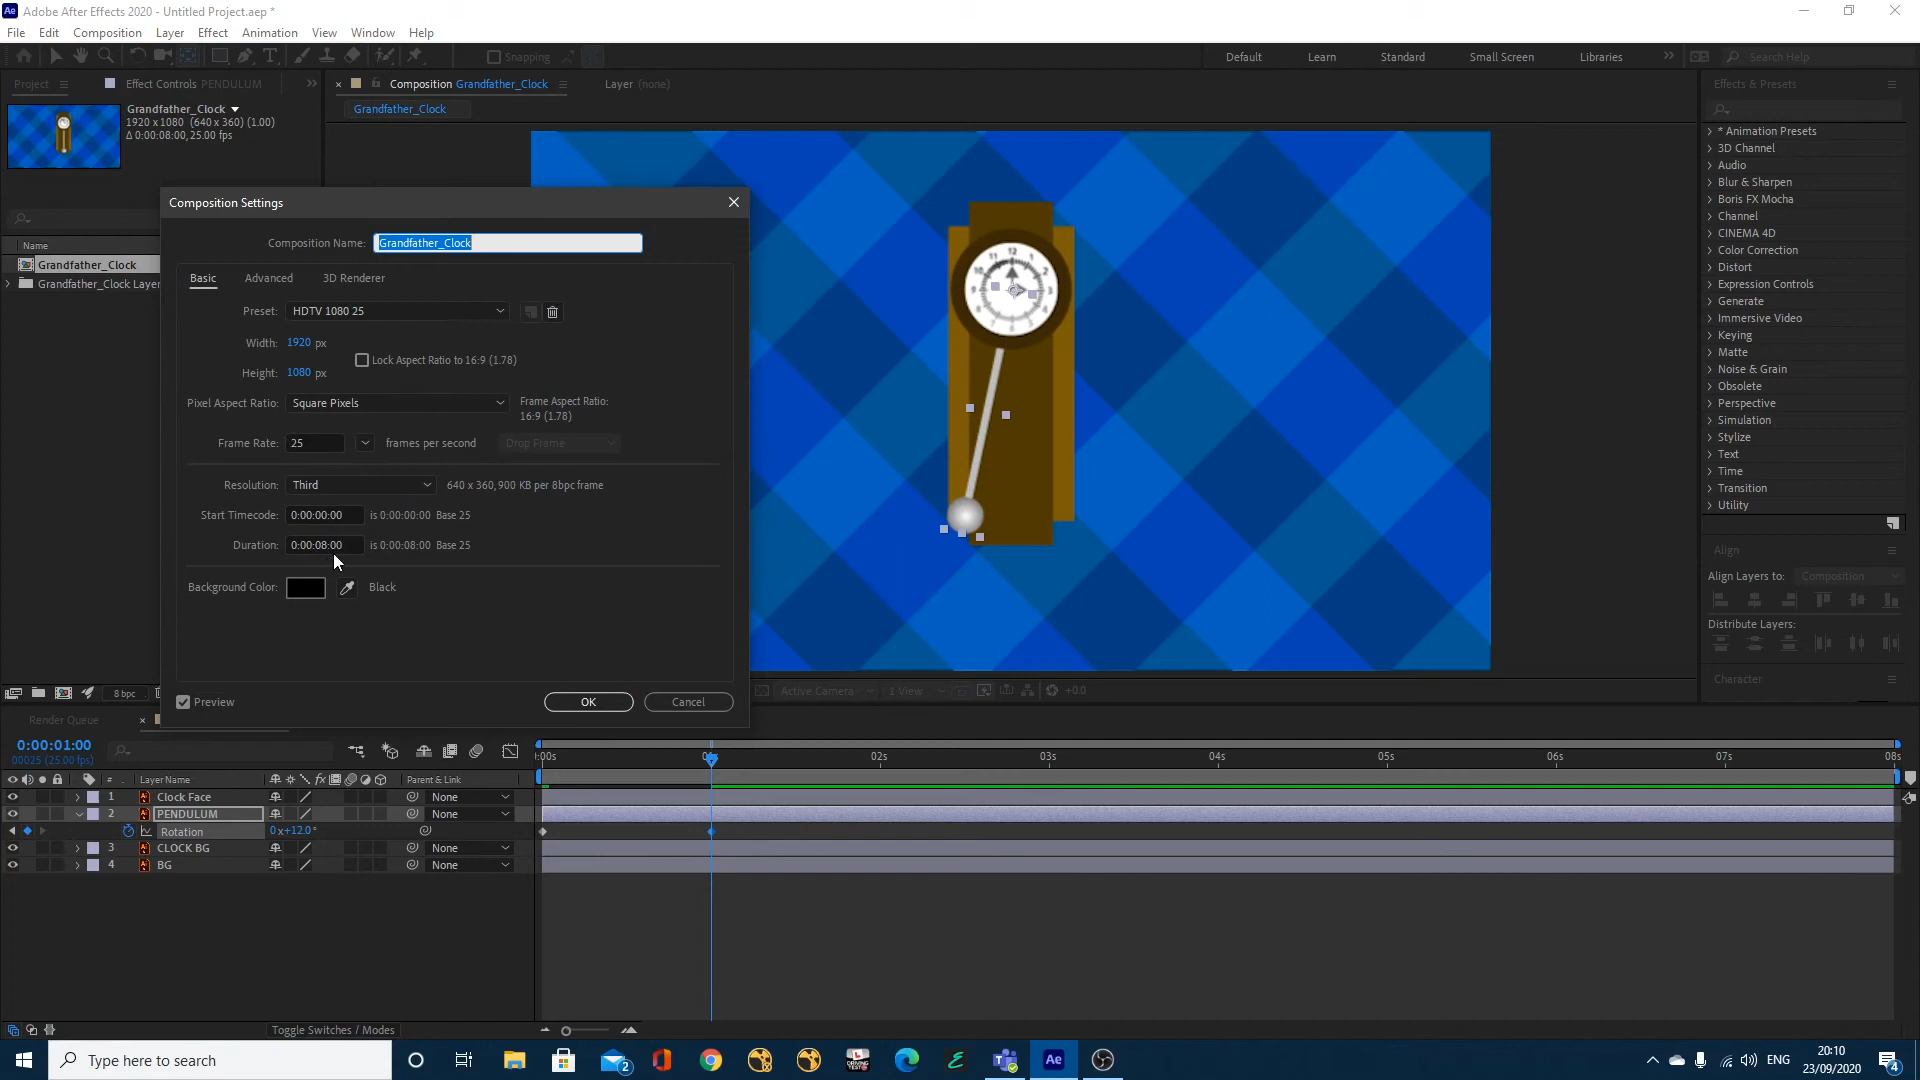 Ae Adobe After Effects 2020 - Untitled Project.aep *
File Edit Composition Layer Effect Animation View Window Help
Snapping
Default Learn Standard Small Screen Libraries
Search Help
Project
Effect Controls PENDULUM
Composition Grandfather_Clock
Layer (none)
Effects & Presets
Grandfather_Clock
1920 x 1080 (640 x 360) (1.00)
Δ 0:00:08:00, 25.00 fps
Grandfather_Clock
* Animation Presets
3D Channel
Audio
Blur & Sharpen
Boris FX Mocha
Channel
CINEMA 4D
Color Correction
Distort
Expression Controls
Generate
Immersive Video
Keying
Matte
Noise & Grain
Obsolete
Perspective
Simulation
Stylize
Text
Time
Transition
Utility
Name
Grandfather_Clock
Grandfather_Clock Layer
8 bpc
Composition Settings
Composition Name: Grandfather_Clock
Basic Advanced 3D Renderer
Preset: HDTV 1080 25
Width: 1920 px
Lock Aspect Ratio to 16:9 (1.78)
Height: 1080 px
Pixel Aspect Ratio: Square Pixels
Frame Aspect Ratio:
16:9 (1.78)
Frame Rate: 25 frames per second Drop Frame
Resolution: Third 640 x 360, 900 KB per 8bpc frame
Start Timecode: 0:00:00:00 is 0:00:00:00 Base 25
Duration: 0:00:08:00 is 0:00:08:00 Base 25
Background Color: Black
Preview
OK Cancel
Align
Align Layers to: Composition
Distribute Layers:
Character
Active Camera 1 View +0.0
Render Queue
0:00:01:00
00025 (25.00 fps)
:00s 02s 03s 04s 05s 06s 07s 08s
# Layer Name Parent & Link
1 Clock Face None
2 PENDULUM None
Rotation 0x+12.0°
3 CLOCK BG None
4 BG None
Toggle Switches / Modes
Type here to search
2
Ae
ENG
20:10
23/09/2020
4